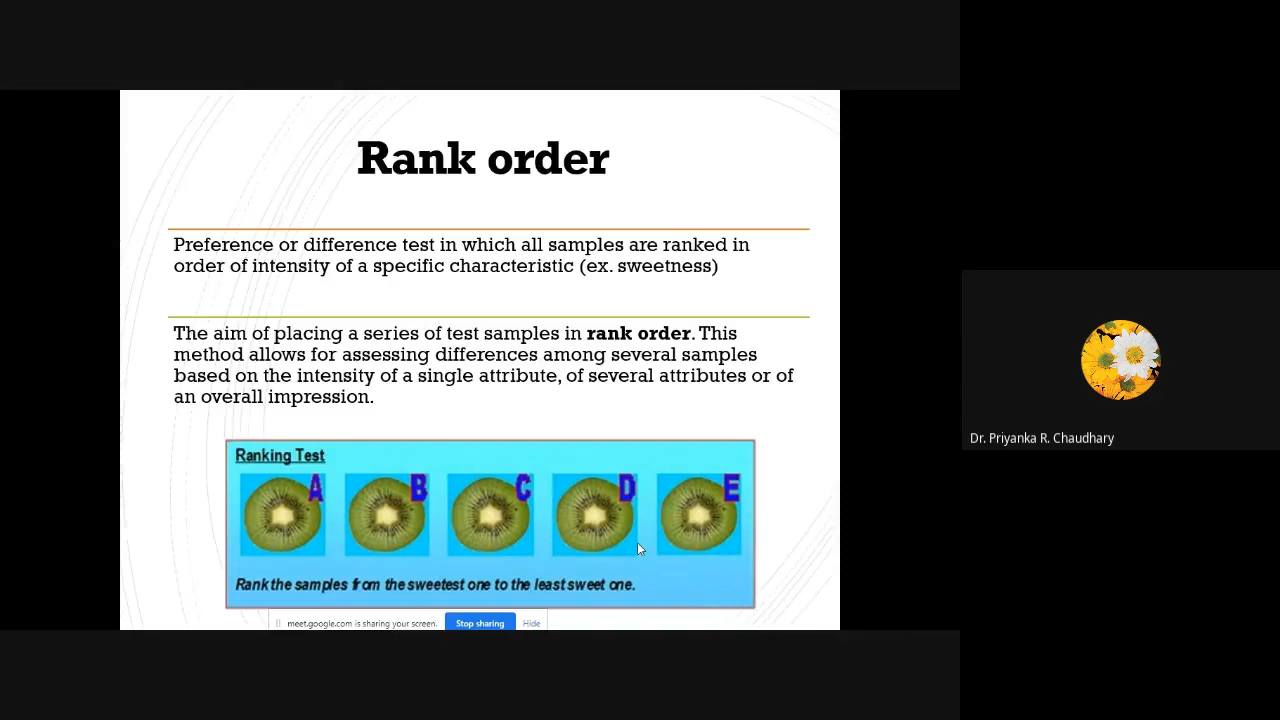 Rank order
Preference or difference test in which all samples are ranked in
order of intensity of a specific characteristic (ex. sweetness)
The aim of placing a series of test samples in rank order. This
method allows for assessing differences among several samples
based on the intensity of a single attribute, of several attributes or of
an overall impression.
Ranking Test
A B C D E
Rank the samples from the sweetest one to the least sweet one.
meet.google.com is sharing your screen. Stop sharing Hide
Dr. Priyanka R. Chaudhary